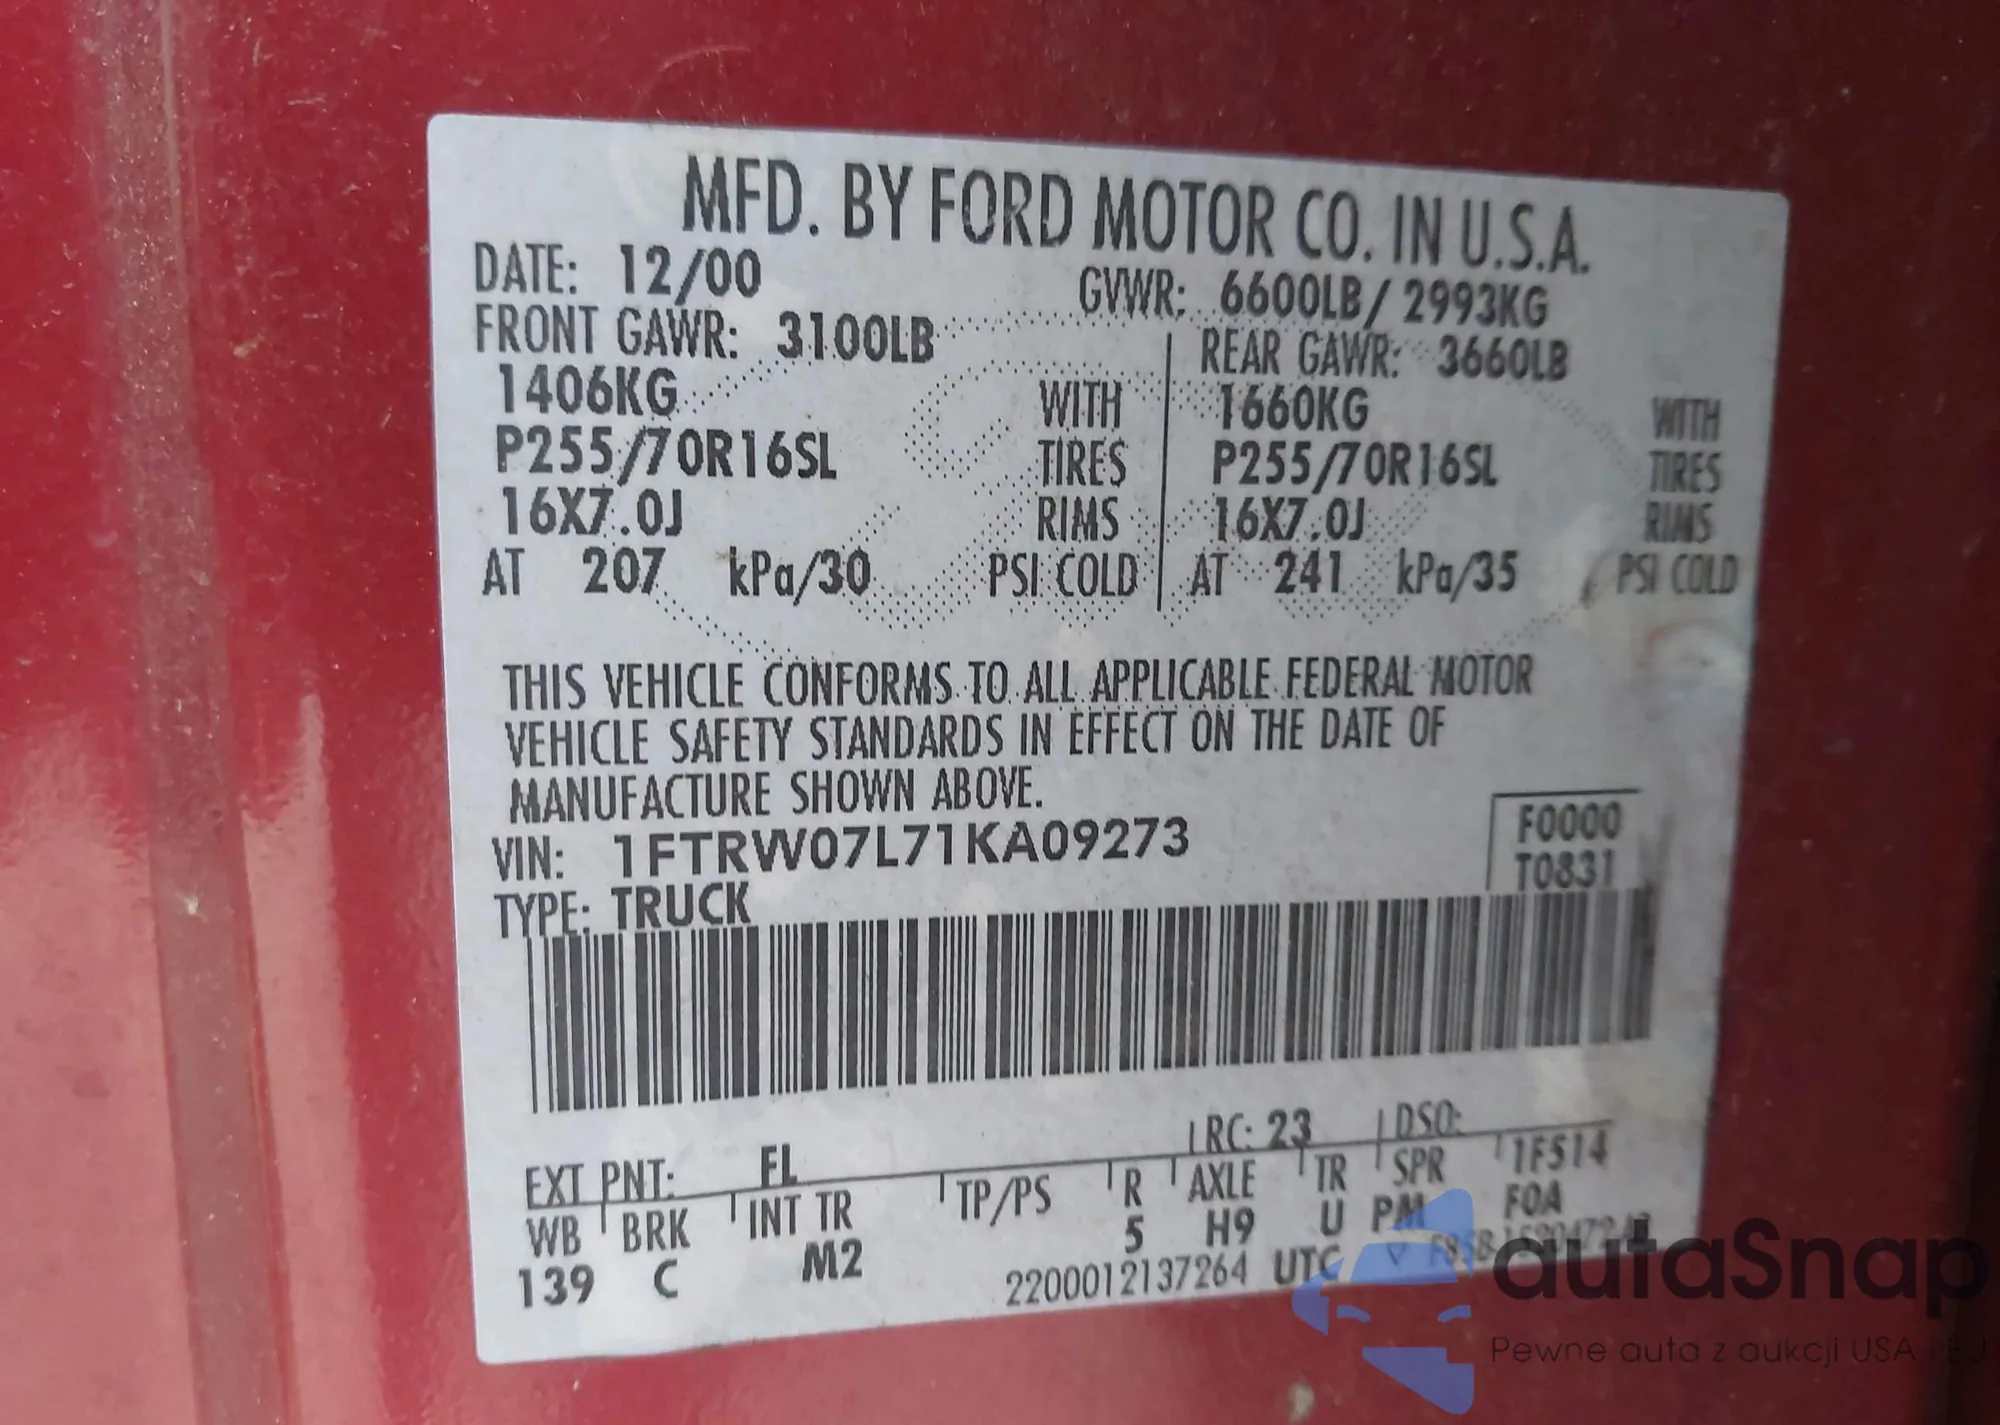 MFD. BY FORD MOTOR CO. IN U.S.A.
DATE: 12/00 GVWR: 6600LB/ 2993KG
FRONT GAWR: 3100LB REAR GAWR: 3660LB
1406KG WITH 1660KG WITH
P255/70R16SL TIRES P255/70R16SL TIRES
16X7.0J RIMS 16X7.0J RIMS
AT 207 kPa/30 PSI COLD AT 241 kPa/35 PSI COLD
THIS VEHICLE CONFORMS TO ALL APPLICABLE FEDERAL MOTOR
VEHICLE SAFETY STANDARDS IN EFFECT ON THE DATE OF
MANUFACTURE SHOWN ABOVE.
VIN: 1FTRW07L71KA09273
F0000
T0831
TYPE: TRUCK
EXT PNT: FL RC: 23 DSO:
WB BRK INT TR TP/PS R AXLE TR SPR 1F514
139 C M2 5 H9 U PM F0A
2200012137264 UTC
autaSnap
Pewne auta z aukcji USA i EU